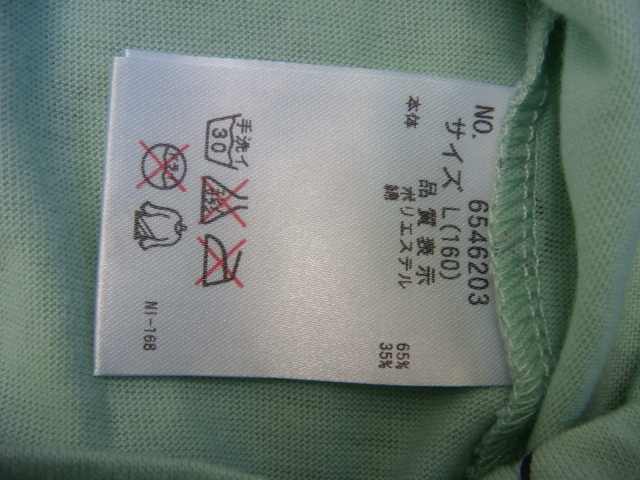 NO. 6546203
サイズ L(160)
品質表示
本体 ポリエステル 65%
綿 35%
手洗イ
30
NI-168